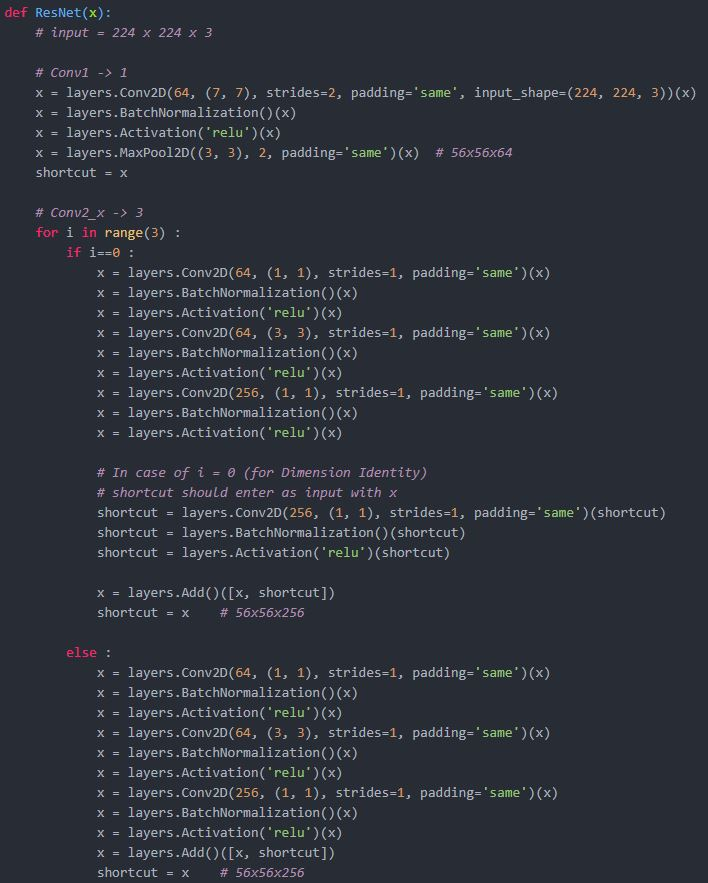 def ResNet(x):
    # input = 224 x 224 x 3

    # Conv1 -> 1
    x = layers.Conv2D(64, (7, 7), strides=2, padding='same', input_shape=(224, 224, 3))(x)
    x = layers.BatchNormalization()(x)
    x = layers.Activation('relu')(x)
    x = layers.MaxPool2D((3, 3), 2, padding='same')(x)  # 56x56x64
    shortcut = x

    # Conv2_x -> 3
    for i in range(3) :
        if i==0 :
            x = layers.Conv2D(64, (1, 1), strides=1, padding='same')(x)
            x = layers.BatchNormalization()(x)
            x = layers.Activation('relu')(x)
            x = layers.Conv2D(64, (3, 3), strides=1, padding='same')(x)
            x = layers.BatchNormalization()(x)
            x = layers.Activation('relu')(x)
            x = layers.Conv2D(256, (1, 1), strides=1, padding='same')(x)
            x = layers.BatchNormalization()(x)
            x = layers.Activation('relu')(x)

            # In case of i = 0 (for Dimension Identity)
            # shortcut should enter as input with x
            shortcut = layers.Conv2D(256, (1, 1), strides=1, padding='same')(shortcut)
            shortcut = layers.BatchNormalization()(shortcut)
            shortcut = layers.Activation('relu')(shortcut)

            x = layers.Add()([x, shortcut])
            shortcut = x    # 56x56x256

        else :
            x = layers.Conv2D(64, (1, 1), strides=1, padding='same')(x)
            x = layers.BatchNormalization()(x)
            x = layers.Activation('relu')(x)
            x = layers.Conv2D(64, (3, 3), strides=1, padding='same')(x)
            x = layers.BatchNormalization()(x)
            x = layers.Activation('relu')(x)
            x = layers.Conv2D(256, (1, 1), strides=1, padding='same')(x)
            x = layers.BatchNormalization()(x)
            x = layers.Activation('relu')(x)
            x = layers.Add()([x, shortcut])
            shortcut = x    # 56x56x256